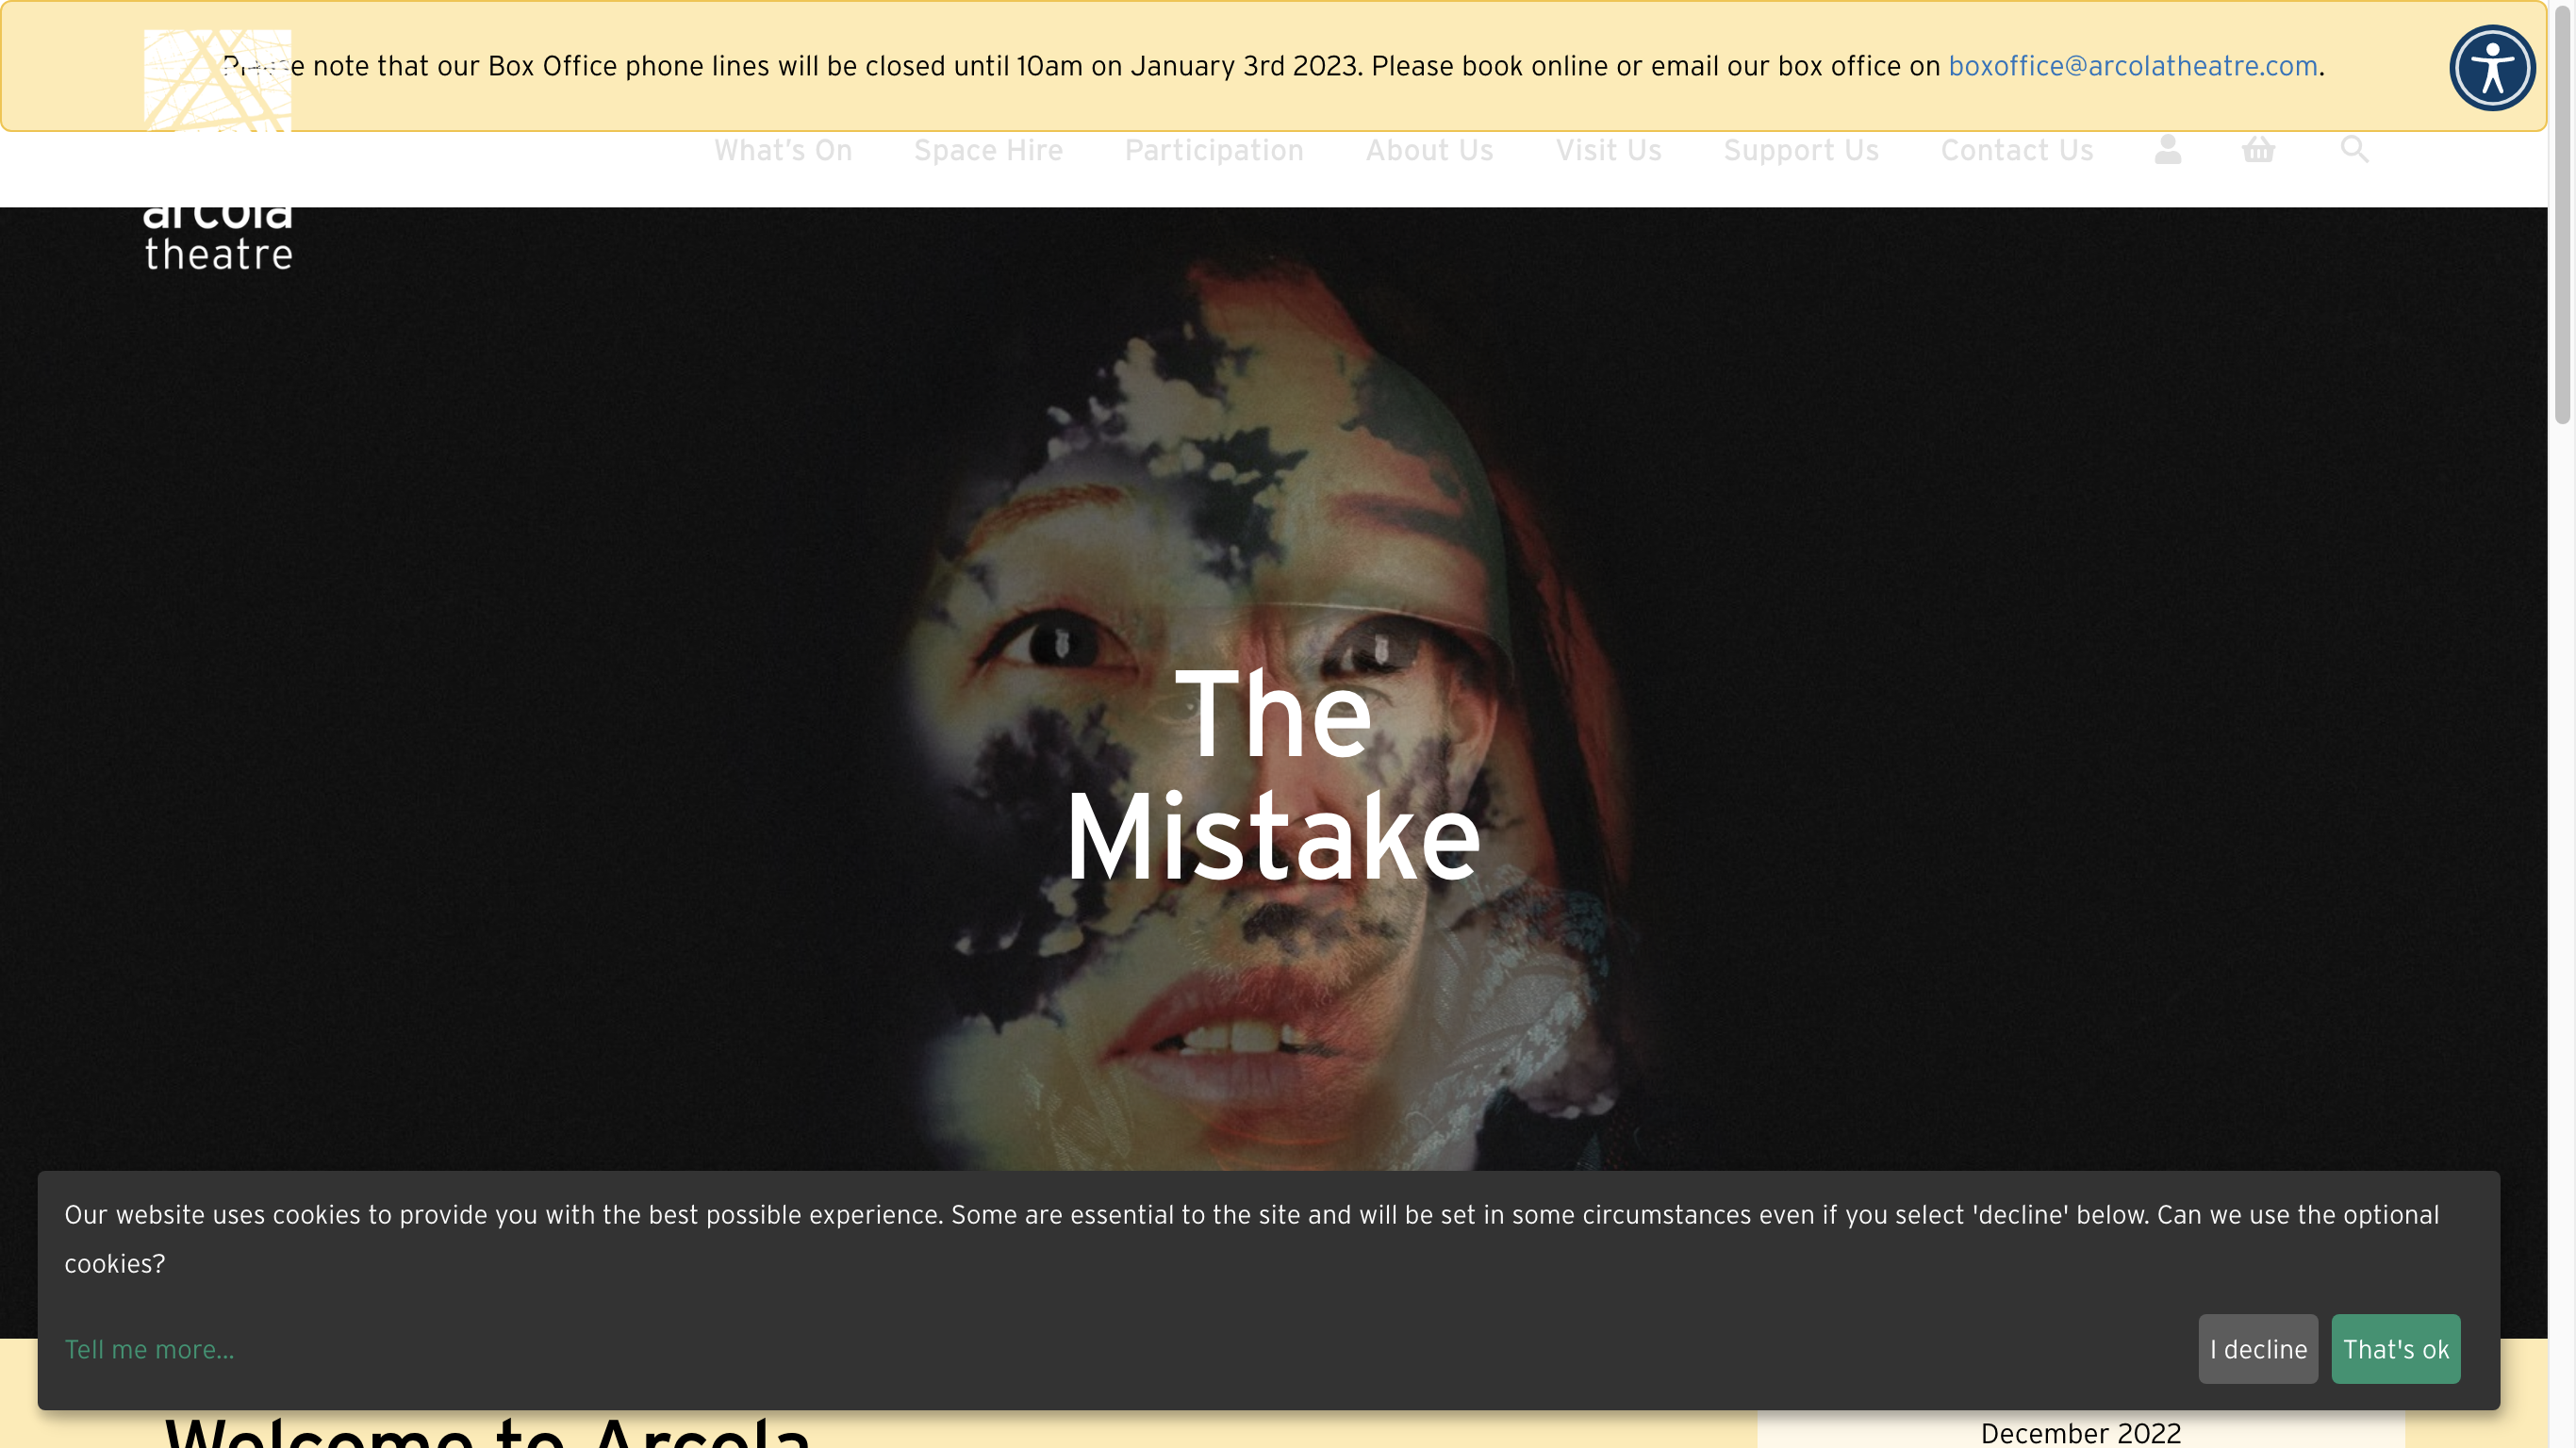 Please note that our Box Office phone lines will be closed until 10am on January 3rd 2023. Please book online or email our box office on boxoffice@arcolatheatre.com.
What's On Space Hire Participation About Us Visit Us Support Us Contact Us
arcola
theatre
The
Mistake
Our website uses cookies to provide you with the best possible experience. Some are essential to the site and will be set in some circumstances even if you select 'decline' below. Can we use the optional
cookies?
Tell me more... I decline That's ok
Welcome to Arcola
December 2022